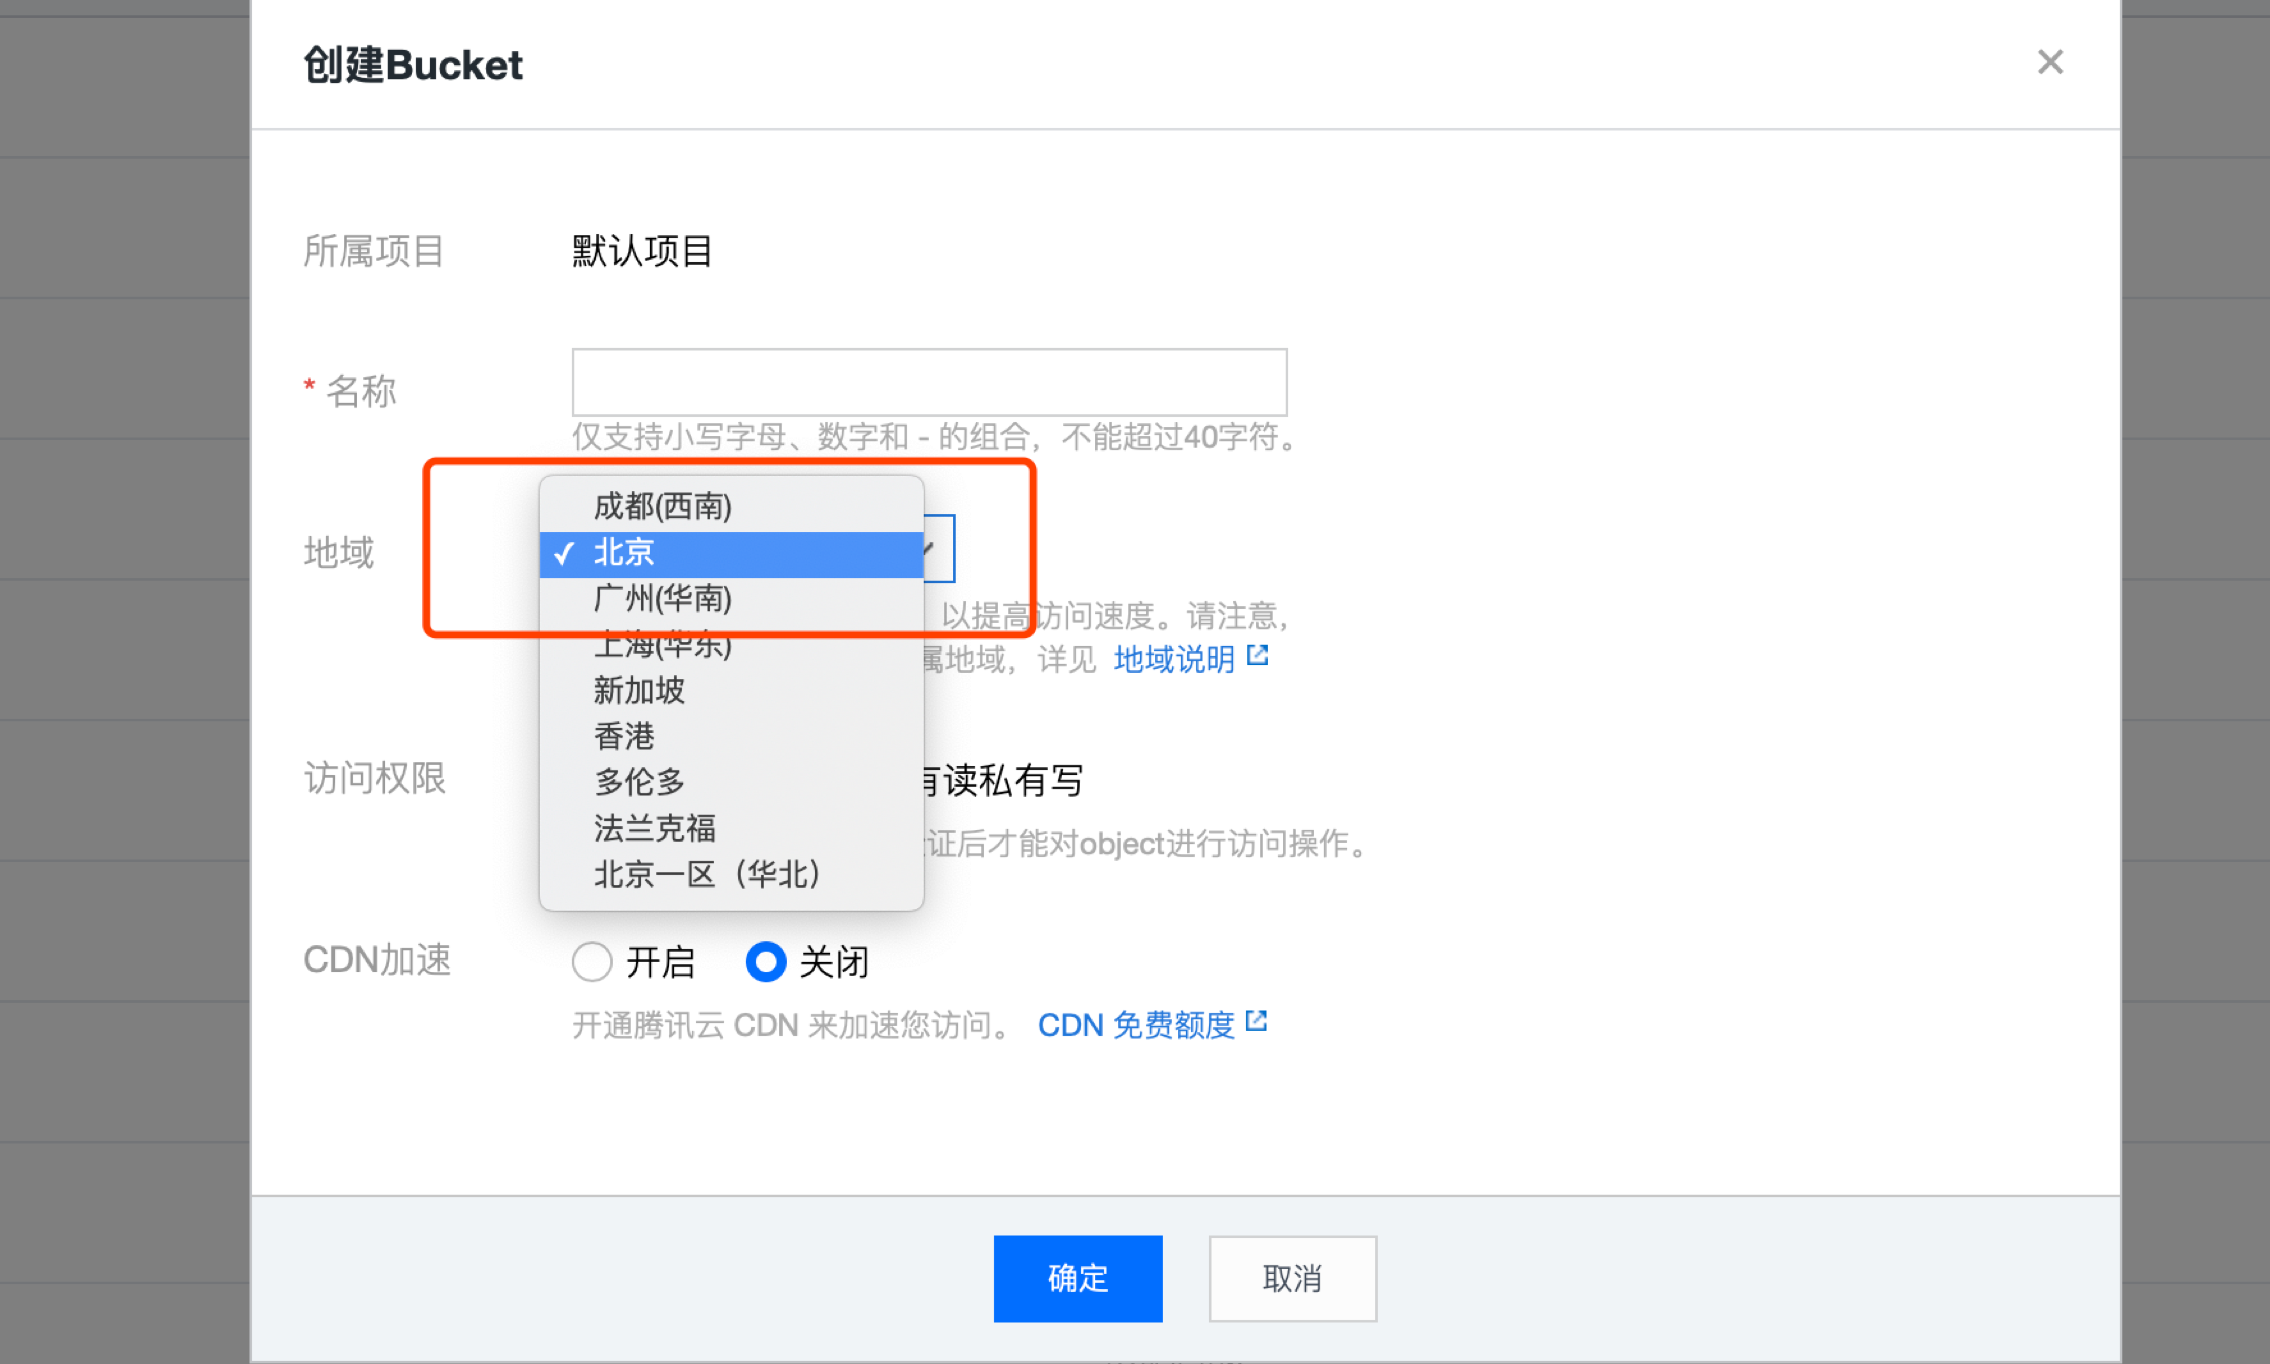 创建Bucket
所属项目 默认项目
* 名称
仅支持小写字母、数字和 - 的组合，不能超过40字符。
地域
成都(西南)
✓ 北京
广州(华南)
上海(华东)
新加坡
香港
多伦多
法兰克福
北京一区（华北）
以提高访问速度。请注意，
属地域，详见 地域说明
访问权限 有读私有写
证后才能对object进行访问操作。
CDN加速 开启 关闭
开通腾讯云 CDN 来加速您访问。 CDN 免费额度
确定 取消